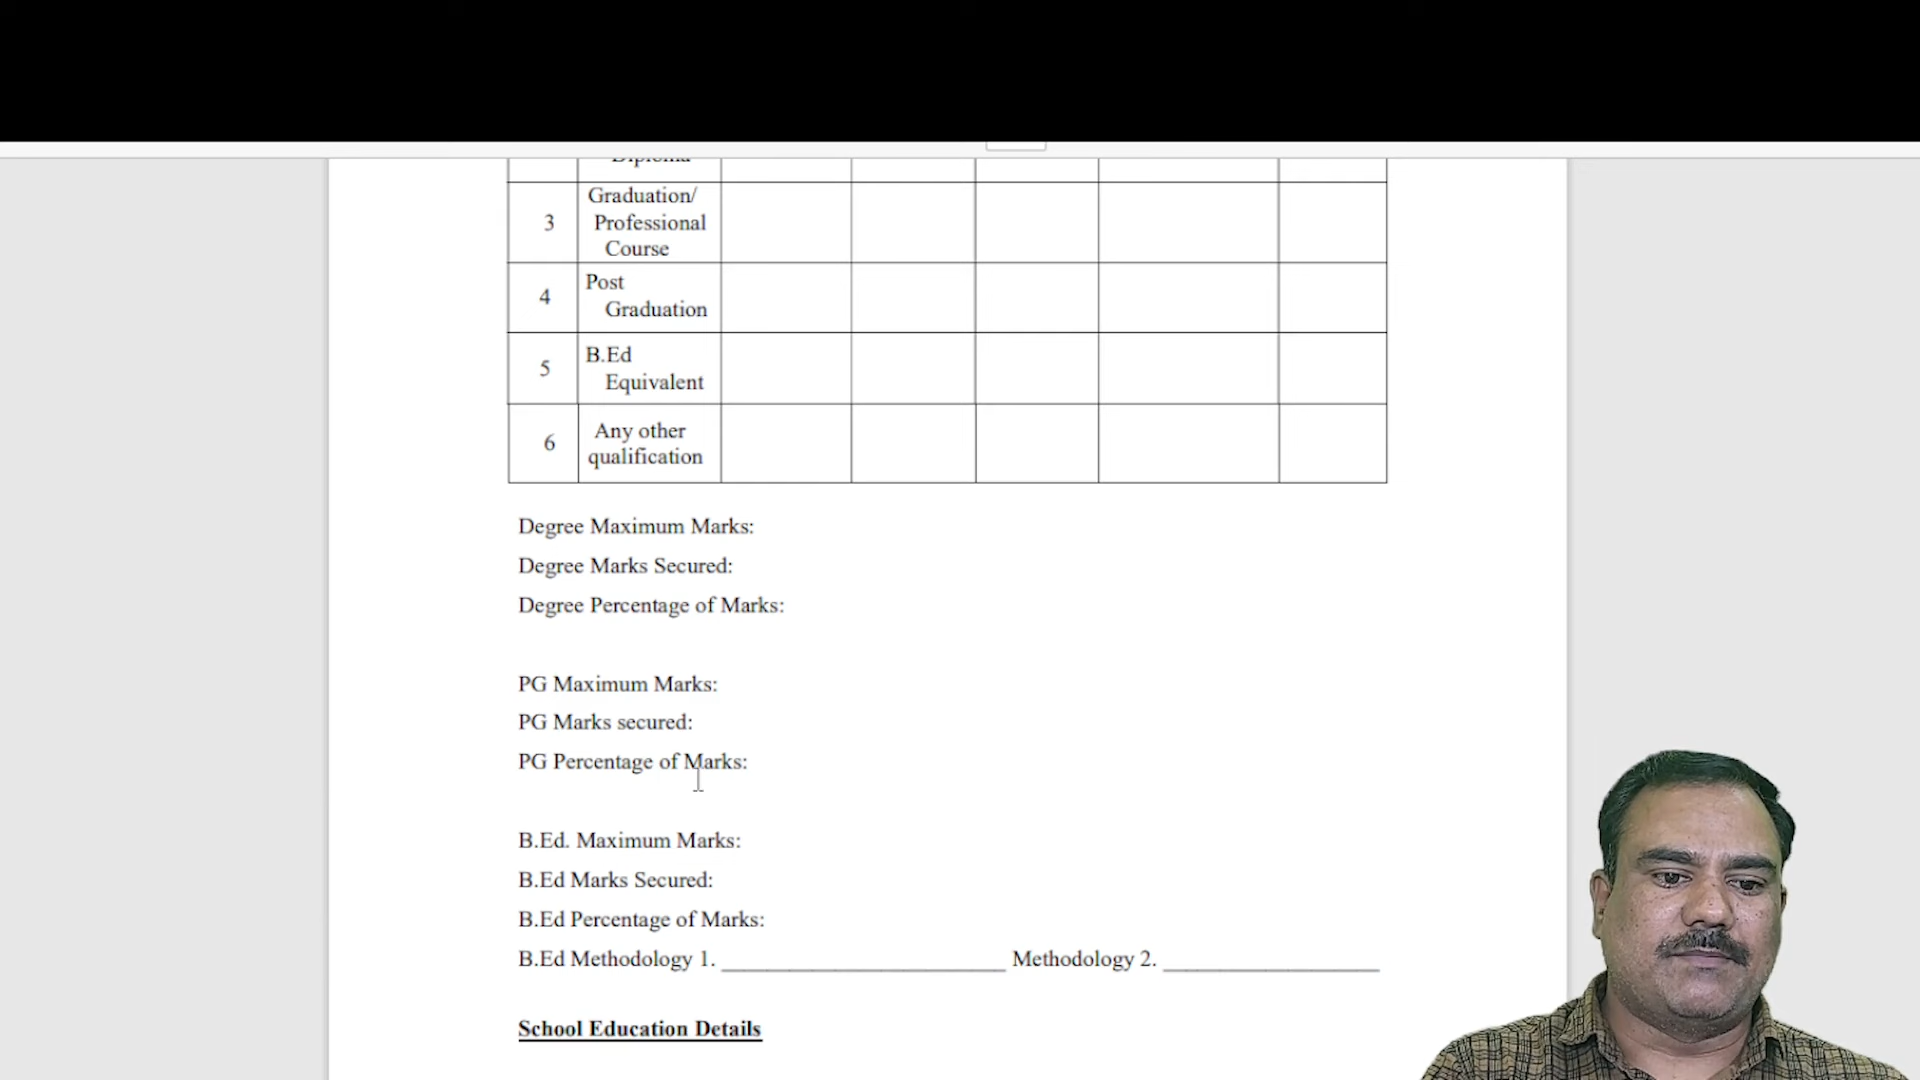 Diploma
3
Graduation/
Professional
Course
4
Post
Graduation
5
B.Ed
Equivalent
6
Any other
qualification
Degree Maximum Marks:
Degree Marks Secured:
Degree Percentage of Marks:
PG Maximum Marks:
PG Marks secured:
PG Percentage of Marks:
B.Ed. Maximum Marks:
B.Ed Marks Secured:
B.Ed Percentage of Marks:
B.Ed Methodology 1. ________________________ Methodology 2. __________________
School Education Details